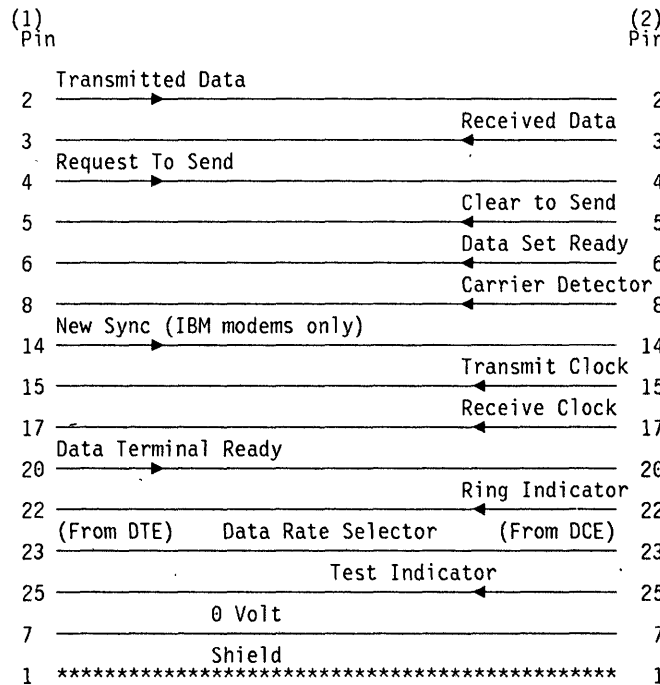 (1) (2)
Pin Pin
Transmitted Data
2 2
Received Data
3 3
Request To Send
4 4
Clear to Send
5 5
Data Set Ready
6 6
Carrier Detector
8 8
New Sync (IBM modems only)
14 14
Transmit Clock
15 15
Receive Clock
17 17
Data Terminal Ready
20 20
Ring Indicator
22 22
(From DTE) Data Rate Selector (From DCE)
23 23
Test Indicator
25 25
0 Volt
7 7
Shield
1 ********************************************** 1